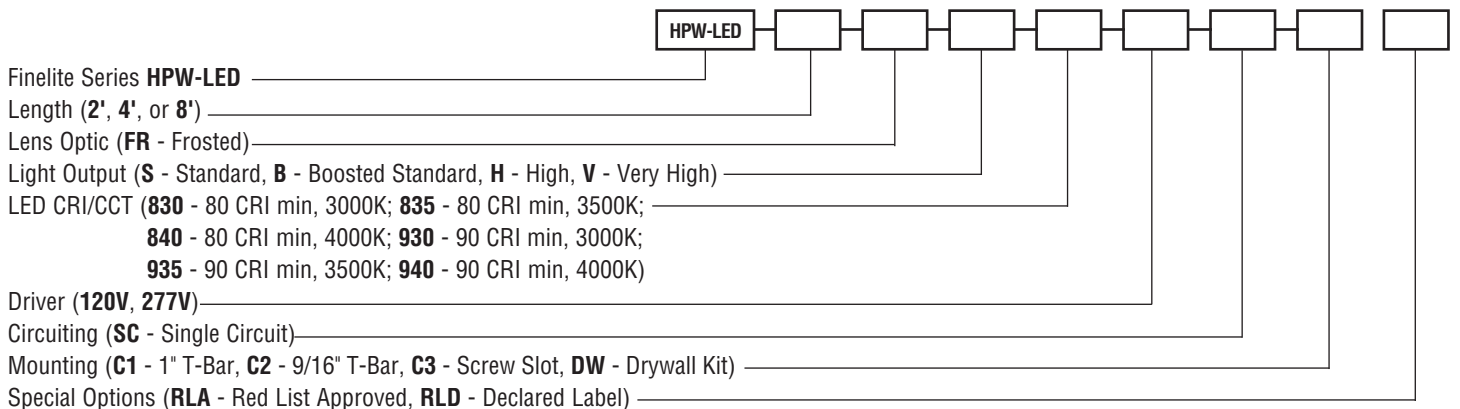 HPW-LED
Finelite Series HPW-LED
Length (2', 4', or 8')
Lens Optic (FR - Frosted)
Light Output (S - Standard, B - Boosted Standard, H - High, V - Very High)
LED CRI/CCT (830 - 80 CRI min, 3000K; 835 - 80 CRI min, 3500K;
840 - 80 CRI min, 4000K; 930 - 90 CRI min, 3000K;
935 - 90 CRI min, 3500K; 940 - 90 CRI min, 4000K)
Driver (120V, 277V)
Circuiting (SC - Single Circuit)
Mounting (C1 - 1" T-Bar, C2 - 9/16" T-Bar, C3 - Screw Slot, DW - Drywall Kit)
Special Options (RLA - Red List Approved, RLD - Declared Label)